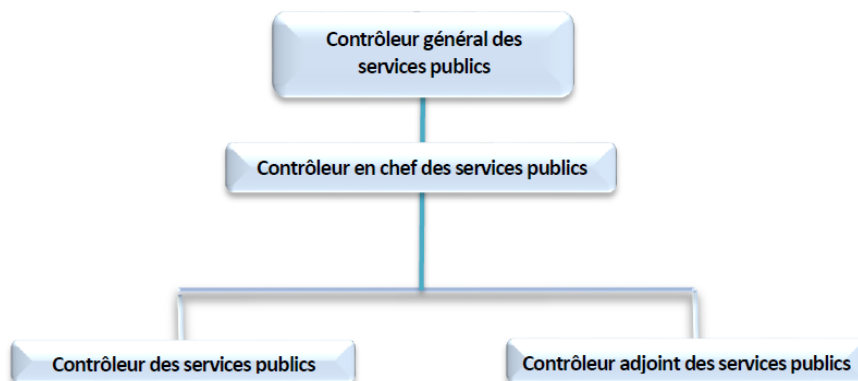 Contrôleur général des
services publics
Contrôleur en chef des services publics
Contrôleur des services publics
Contrôleur adjoint des services publics